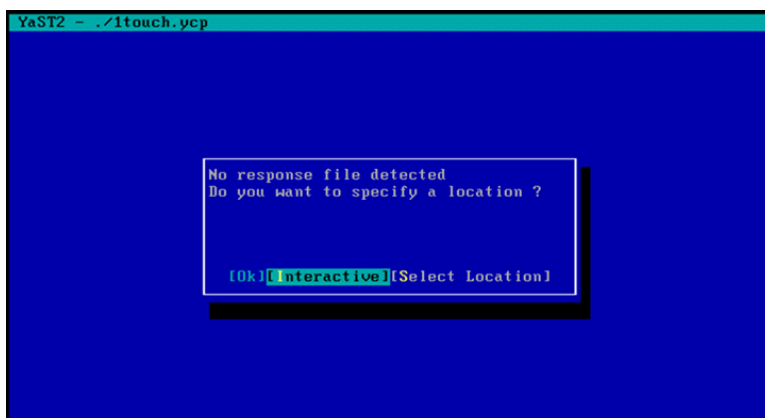 YaST2 - ./1touch.ycp
No response file detected
Do you want to specify a location ?
[Ok][Interactive][Select Location]